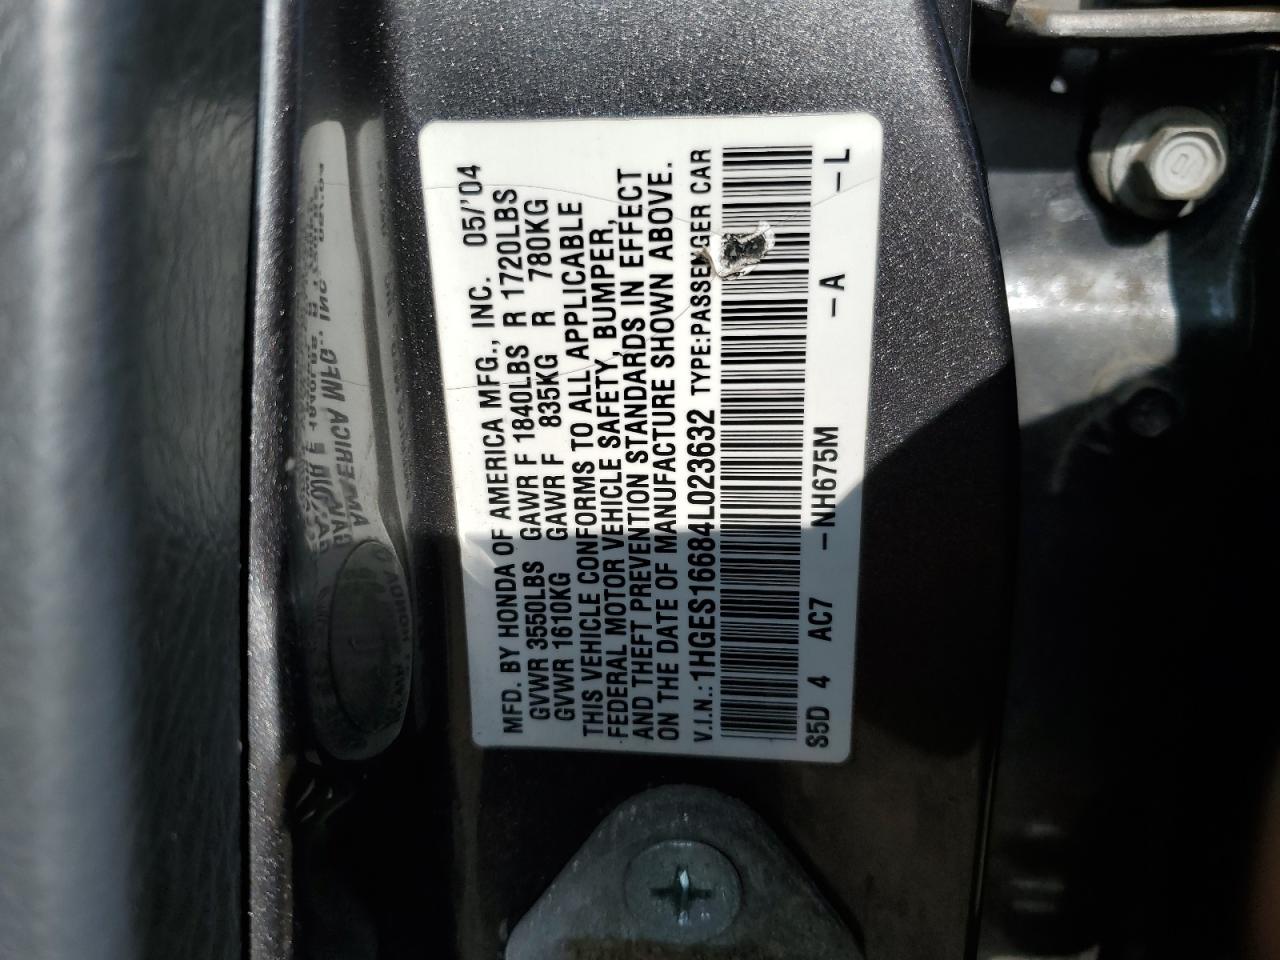 MFD. BY HONDA OF AMERICA MFG., INC. 05/'04
GVWR 3550LBS GAWR F 1840LBS R 1720LBS
GVWR 1610KG GAWR F 835KG R 780KG
THIS VEHICLE CONFORMS TO ALL APPLICABLE
FEDERAL MOTOR VEHICLE SAFETY, BUMPER,
AND THEFT PREVENTION STANDARDS IN EFFECT
ON THE DATE OF MANUFACTURE SHOWN ABOVE.
V.I.N.: 1HGES16684L023632 TYPE:PASSENGER CAR
S5D 4 AC7 –NH675M –A –L